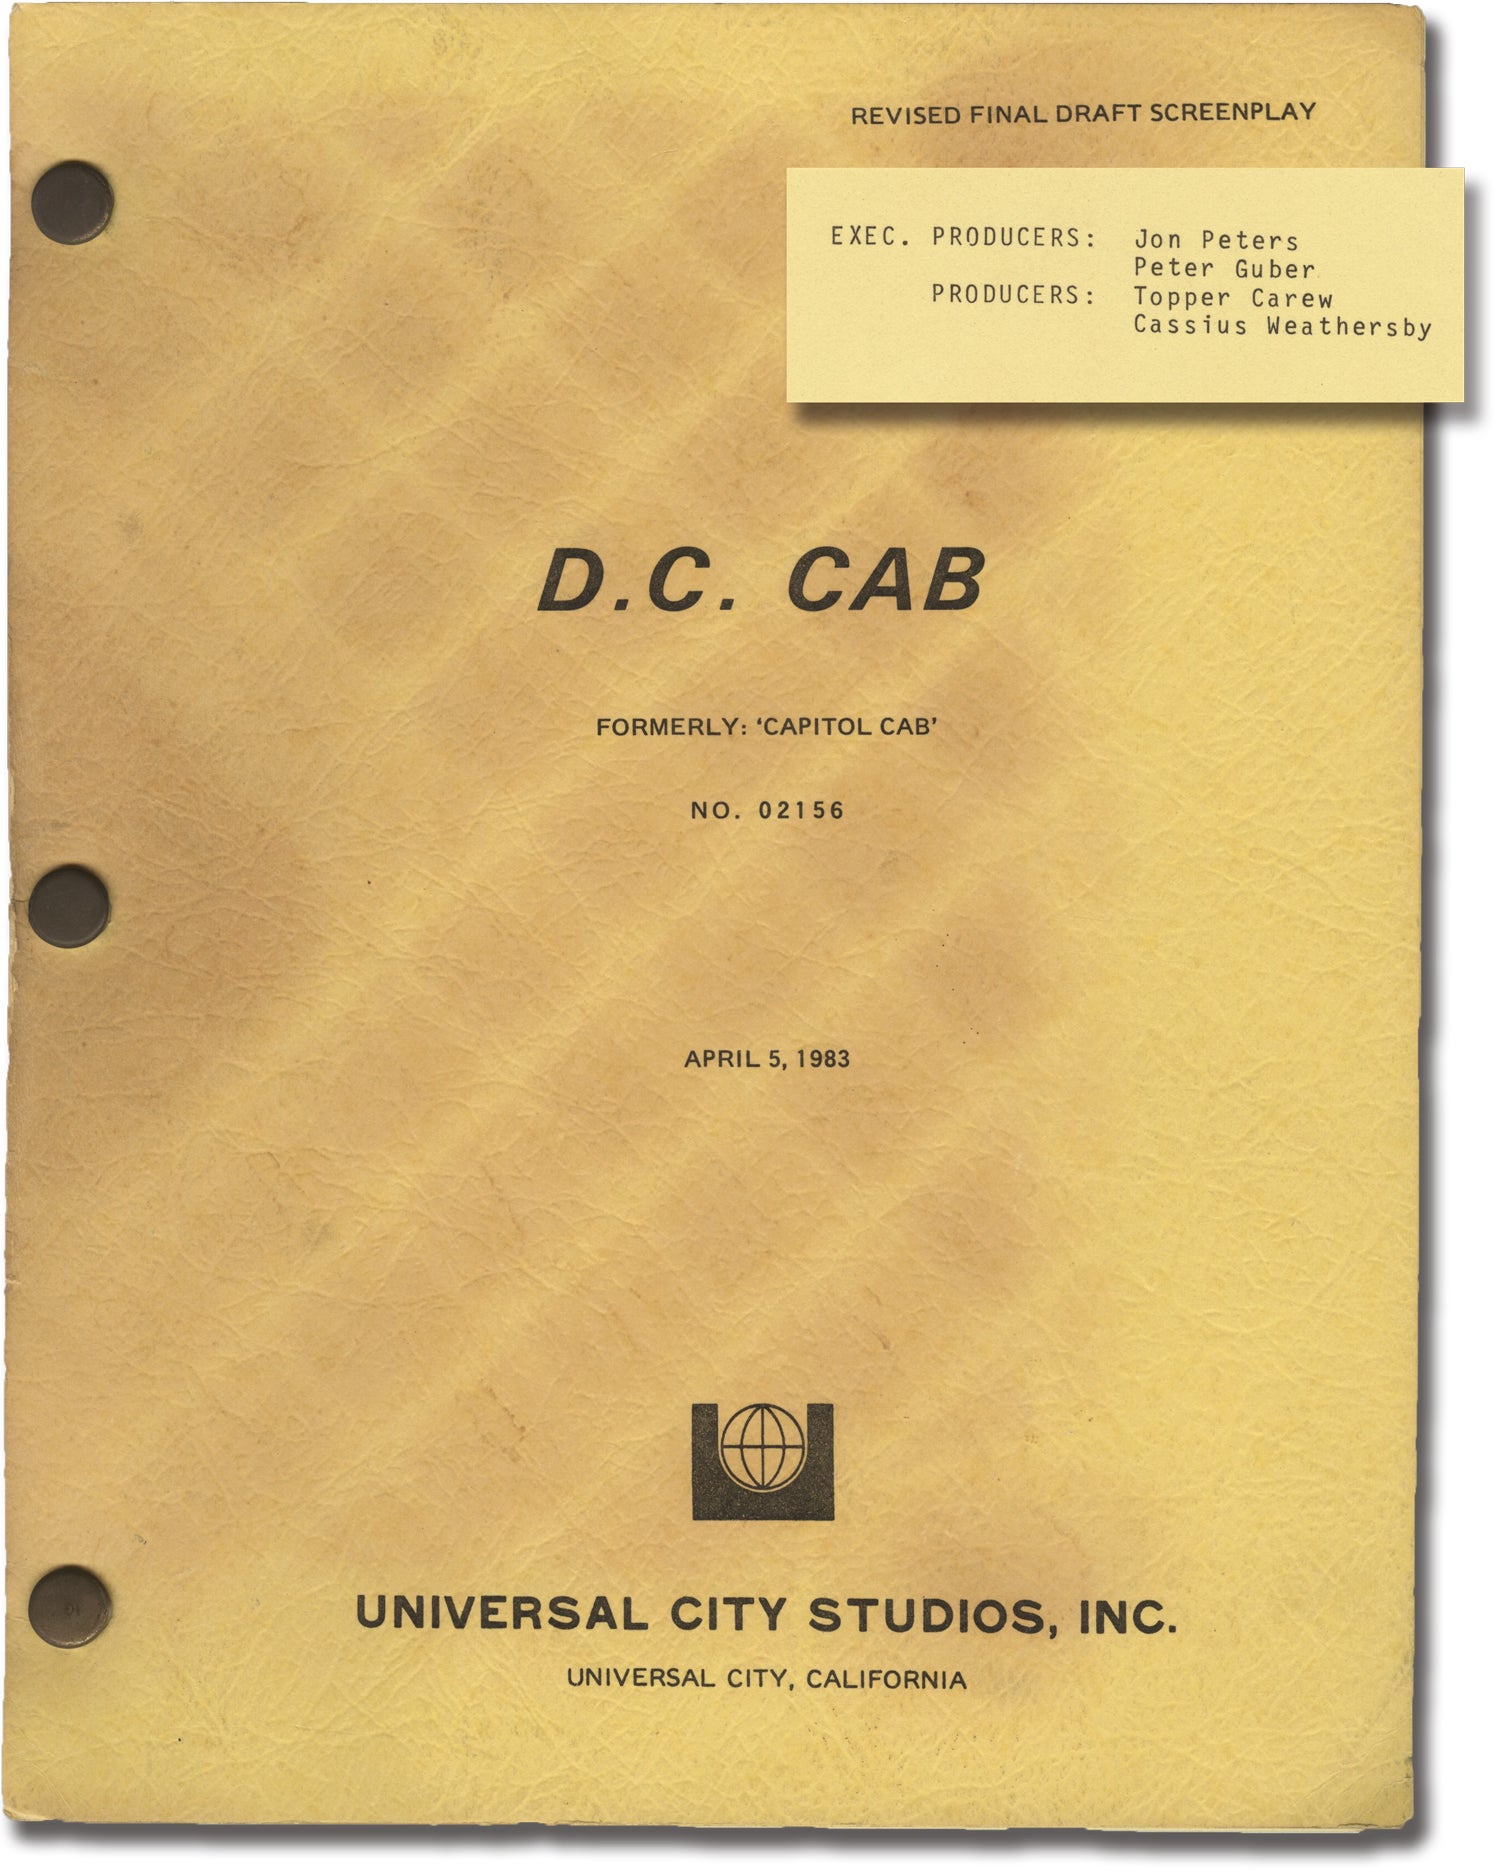 REVISED FINAL DRAFT SCREENPLAY
EXEC. PRODUCERS: Jon Peters
Peter Guber
PRODUCERS: Topper Carew
Cassius Weathersby
D.C. CAB
FORMERLY: ‘CAPITOL CAB’
NO. 02156
APRIL 5, 1983
UNIVERSAL CITY STUDIOS, INC.
UNIVERSAL CITY, CALIFORNIA